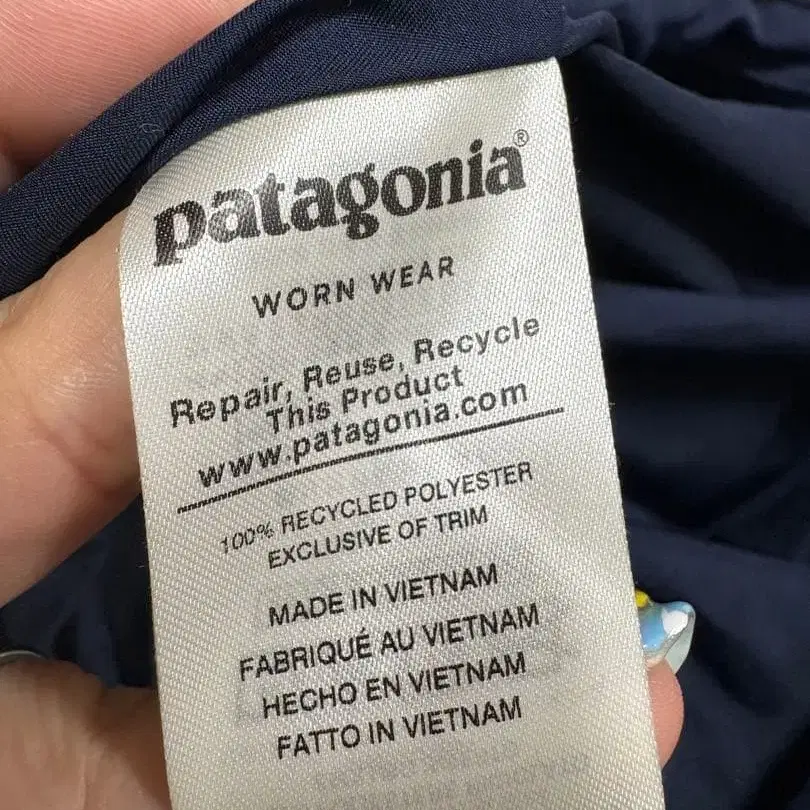 patagonia®
WORN WEAR
Repair, Reuse, Recycle
This Product
www.patagonia.com
100% RECYCLED POLYESTER
EXCLUSIVE OF TRIM
MADE IN VIETNAM
FABRIQUÉ AU VIETNAM
HECHO EN VIETNAM
FATTO IN VIETNAM